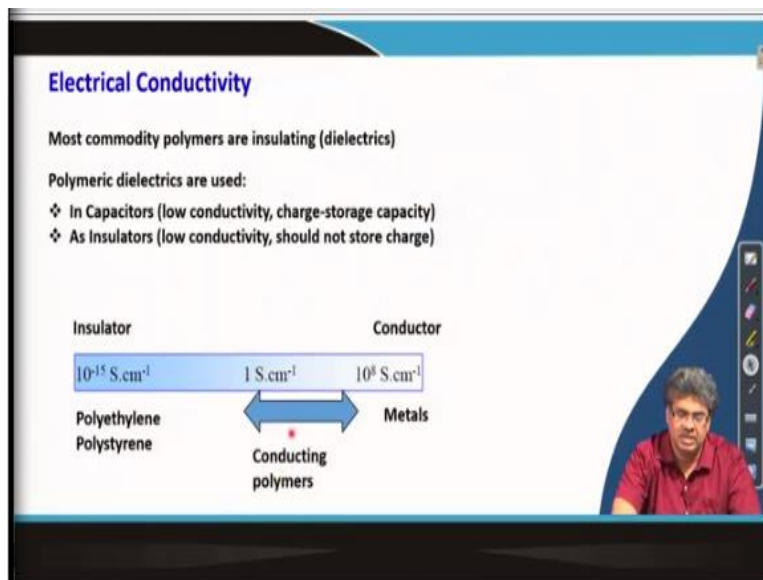 Electrical Conductivity
Most commodity polymers are insulating (dielectrics)
Polymeric dielectrics are used:
❖ In Capacitors (low conductivity, charge-storage capacity)
❖ As Insulators (low conductivity, should not store charge)
Insulator Conductor
10⁻¹⁵ S.cm⁻¹ 1 S.cm⁻¹ 10⁸ S.cm⁻¹
Polyethylene Metals
Polystyrene
Conducting
polymers